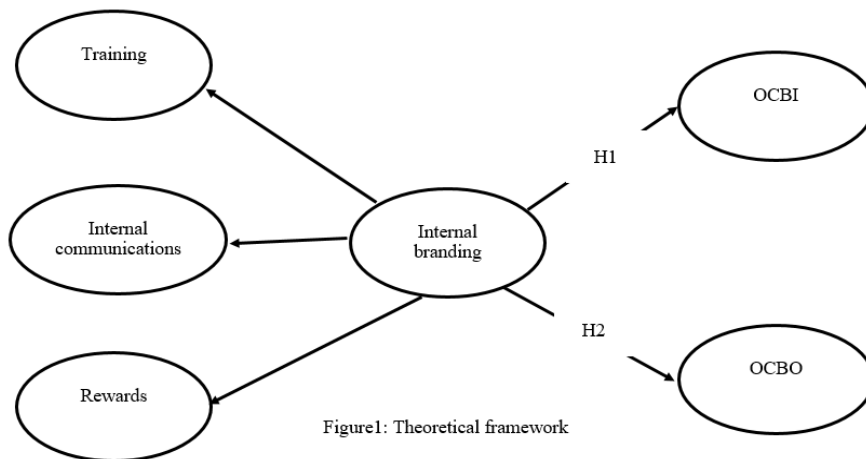 Training
OCBI
H1
Internal
communications
Internal
branding
H2
OCBO
Rewards
Figure1: Theoretical framework